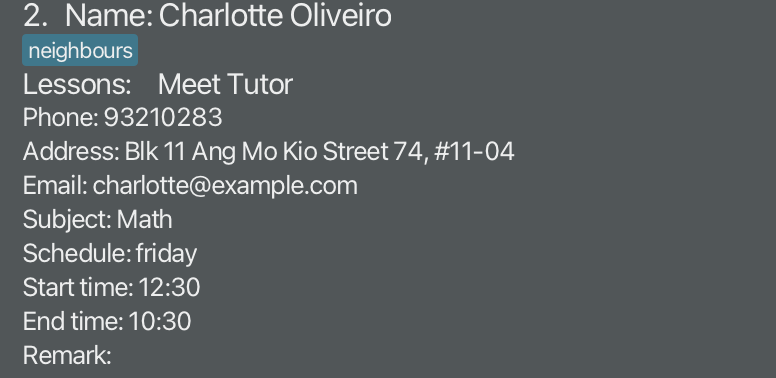 2. Name: Charlotte Oliveiro
neighbours
Lessons: Meet Tutor
Phone: 93210283
Address: Blk 11 Ang Mo Kio Street 74, #11-04
Email: charlotte@example.com
Subject: Math
Schedule: friday
Start time: 12:30
End time: 10:30
Remark: